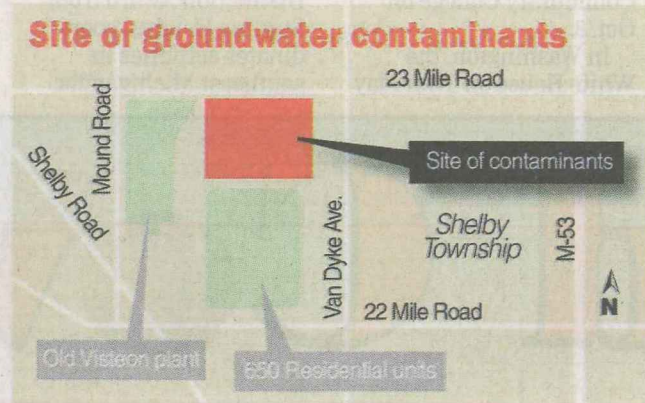 Site of groundwater contaminants
23 Mile Road
Mound Road
Shelby Road
Site of contaminants
Van Dyke Ave.
Shelby
Township
M-53
N
22 Mile Road
Old Visteon plant
650 Residential units